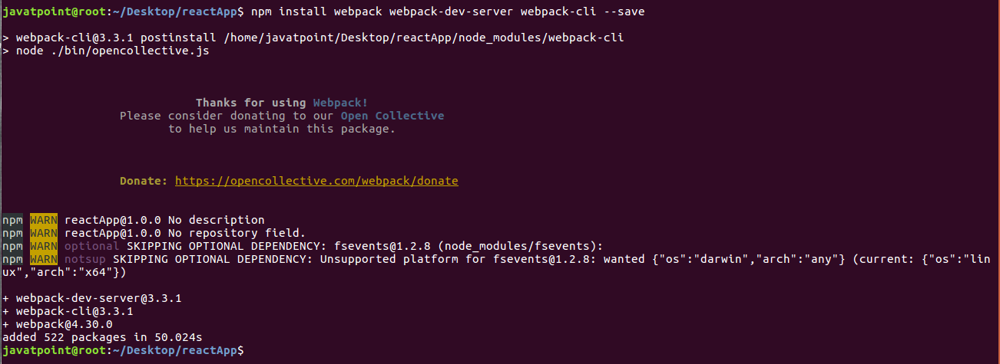 javatpoint@root:~/Desktop/reactApp$ npm install webpack webpack-dev-server webpack-cli --save
> webpack-cli@3.3.1 postinstall /home/javatpoint/Desktop/reactApp/node_modules/webpack-cli
> node ./bin/opencollective.js
Thanks for using Webpack!
Please consider donating to our Open Collective
to help us maintain this package.
Donate: https://opencollective.com/webpack/donate
npm WARN reactApp@1.0.0 No description
npm WARN reactApp@1.0.0 No repository field.
npm WARN optional SKIPPING OPTIONAL DEPENDENCY: fsevents@1.2.8 (node_modules/fsevents):
npm WARN notsup SKIPPING OPTIONAL DEPENDENCY: Unsupported platform for fsevents@1.2.8: wanted {"os":"darwin","arch":"any"} (current: {"os":"lin
ux","arch":"x64"})
+ webpack-dev-server@3.3.1
+ webpack-cli@3.3.1
+ webpack@4.30.0
added 522 packages in 50.024s
javatpoint@root:~/Desktop/reactApp$